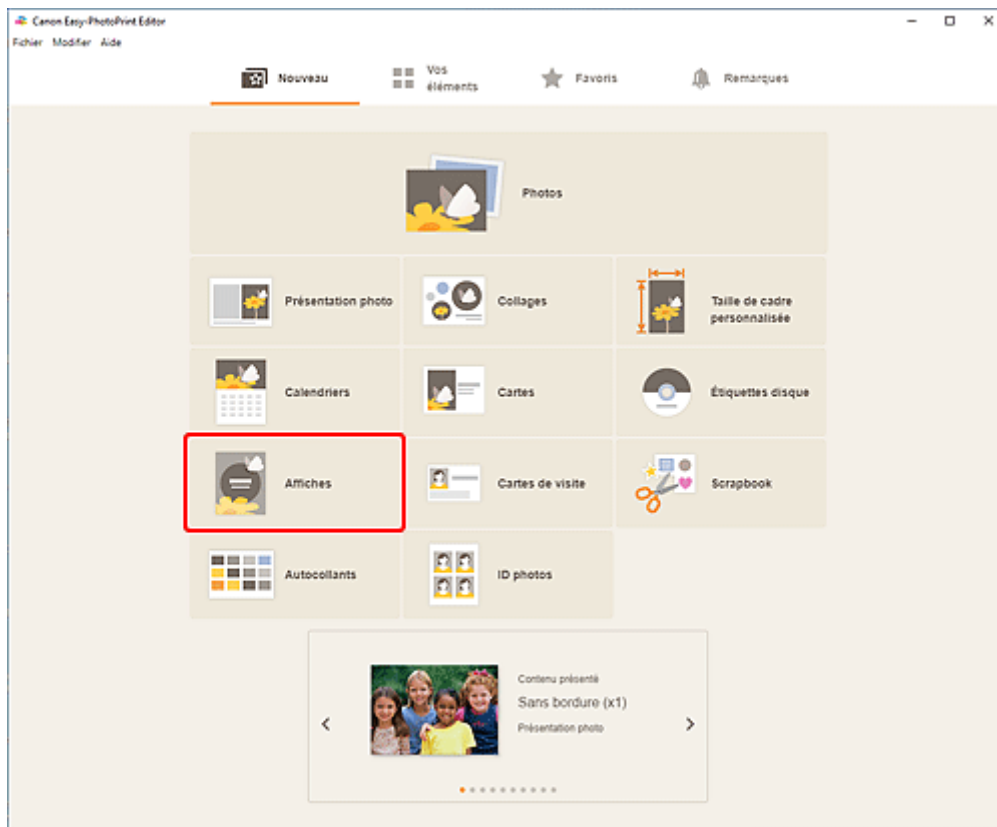 Canon Easy-PhotoPrint Editor
Fichier Modifier Aide
Nouveau
Vos
éléments
Favoris
Remarques
Photos
Présentation photo
Collages
Taille de cadre
personnalisée
Calendriers
Cartes
Étiquettes disque
Affiches
Cartes de visite
Scrapbook
Autocollants
ID photos
Contenu présenté
Sans bordure (x1)
Présentation photo